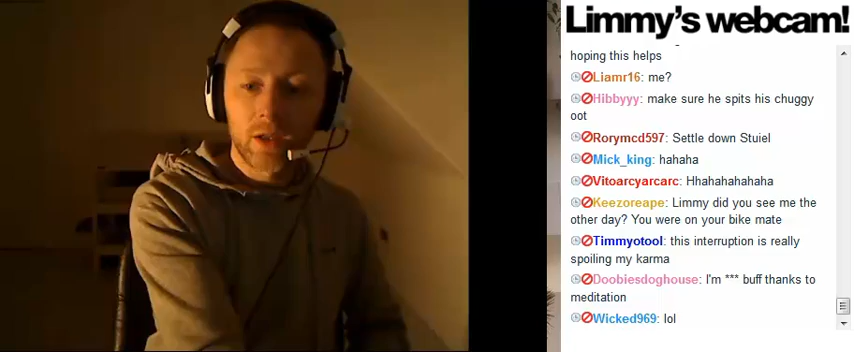 Limmy's webcam!
hoping this helps
Liamr16: me?
Hibbyyy: make sure he spits his chuggy
oot
Rorymcd597: Settle down Stuiel
Mick_king: hahaha
Vitoarcyarcarc: Hhahahahahaha
Keezoreape: Limmy did you see me the
other day? You were on your bike mate
Timmyotool: this interruption is really
spoiling my karma
Doobiesdoghouse: I'm *** buff thanks to
meditation
Wicked969: lol